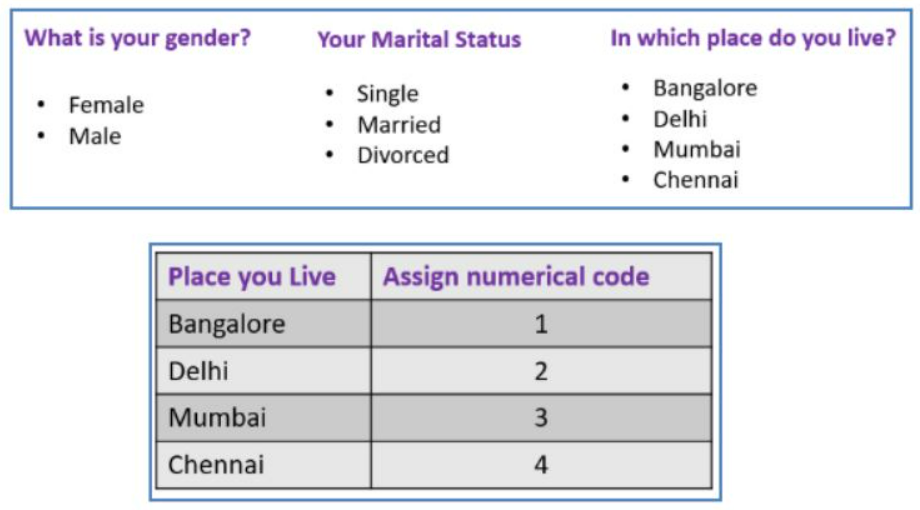 What is your gender?
• Female
• Male
Your Marital Status
• Single
• Married
• Divorced
In which place do you live?
• Bangalore
• Delhi
• Mumbai
• Chennai
Place you Live Assign numerical code
Bangalore 1
Delhi 2
Mumbai 3
Chennai 4